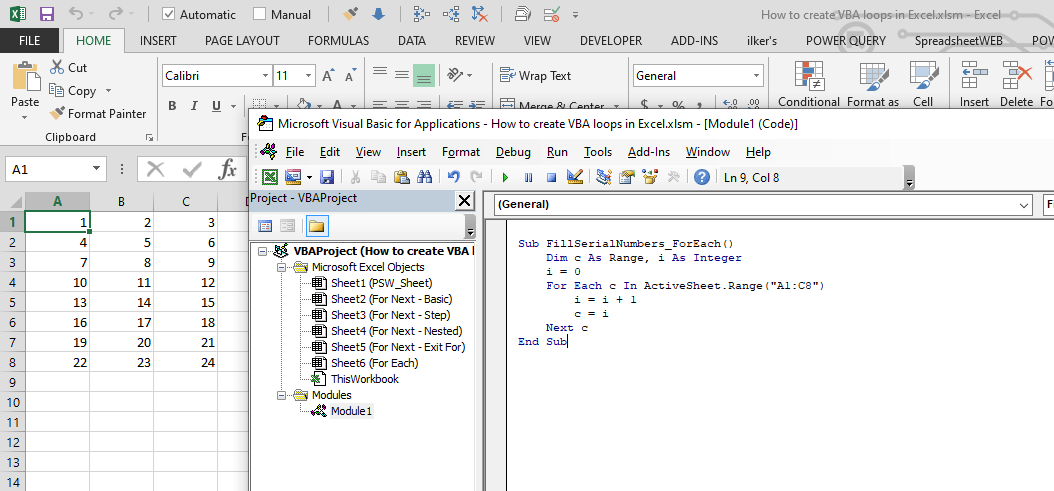 Automatic Manual How to create VBA loops in Excel.xlsm - Excel
FILE HOME INSERT PAGE LAYOUT FORMULAS DATA REVIEW VIEW DEVELOPER ADD-INS ilker's POWER QUERY SpreadsheetWEB
Paste
Cut
Copy
Format Painter
Clipboard
Calibri 11
B I U
Wrap Text
Merge & Center
General
$ % ,
Conditional Format as Cell Insert Delete
A1 fx
Microsoft Visual Basic for Applications - How to create VBA loops in Excel.xlsm - [Module1 (Code)]
File Edit View Insert Format Debug Run Tools Add-Ins Window Help
Ln 9, Col 8
Project - VBAProject
VBAProject (How to create VBA
Microsoft Excel Objects
Sheet1 (PSW_Sheet)
Sheet2 (For Next - Basic)
Sheet3 (For Next - Step)
Sheet4 (For Next - Nested)
Sheet5 (For Next - Exit For)
Sheet6 (For Each)
ThisWorkbook
Modules
Module1
(General)
Sub FillSerialNumbers_ForEach()
Dim c As Range, i As Integer
i = 0
For Each c In ActiveSheet.Range("A1:C8")
i = i + 1
c = i
Next c
End Sub
A B C
1 1 2 3
2 4 5 6
3 7 8 9
4 10 11 12
5 13 14 15
6 16 17 18
7 19 20 21
8 22 23 24
9
10
11
12
13
14